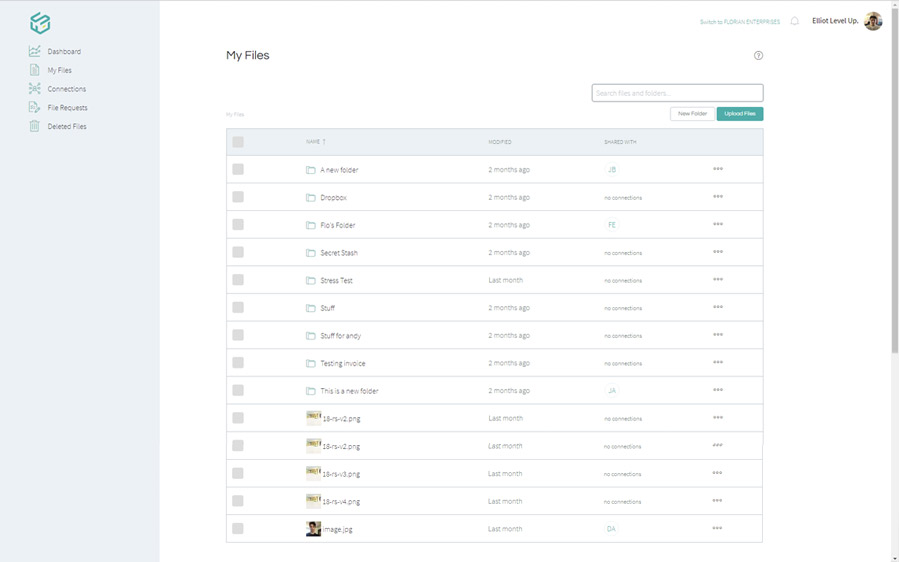 Switch to FLORIAN ENTERPRISES
Elliot Level Up.
Dashboard
My Files
Connections
File Requests
Deleted Files
My Files
Search files and folders...
My Files
New Folder
Upload Files
NAME ↑ MODIFIED SHARED WITH
A new folder 2 months ago JB
Dropbox 2 months ago no connections
Flo's Folder 2 months ago FE
Secret Stash 2 months ago no connections
Stress Test Last month no connections
Stuff 2 months ago no connections
Stuff for andy 2 months ago no connections
Testing invoice 2 months ago no connections
This is a new folder 2 months ago JA
18-rs-v2.png Last month no connections
18-rs-v2.png Last month no connections
18-rs-v3.png Last month no connections
18-rs-v4.png Last month no connections
image.jpg Last month DA